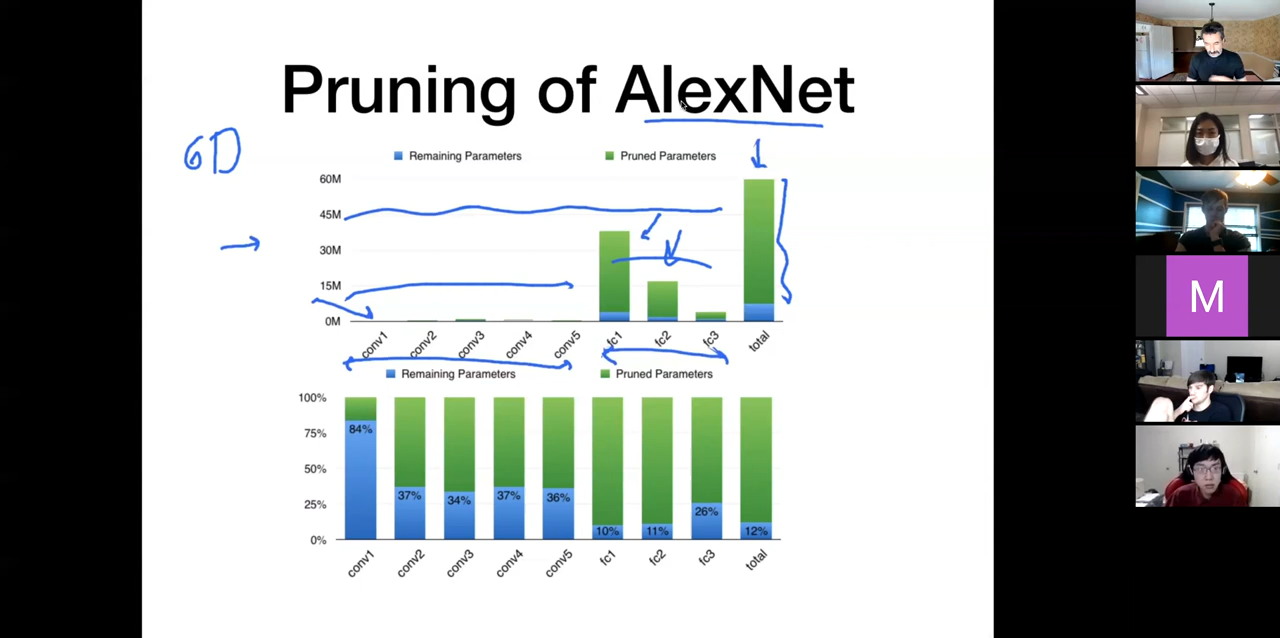 Pruning of AlexNet
6D
Remaining Parameters Pruned Parameters
60M
45M
30M
15M
0M
conv1 conv2 conv3 conv4 conv5 fc1 fc2 fc3 total
Remaining Parameters Pruned Parameters
100%
75%
50%
25%
0%
84% 37% 34% 37% 36% 10% 11% 26% 12%
conv1 conv2 conv3 conv4 conv5 fc1 fc2 fc3 total
M